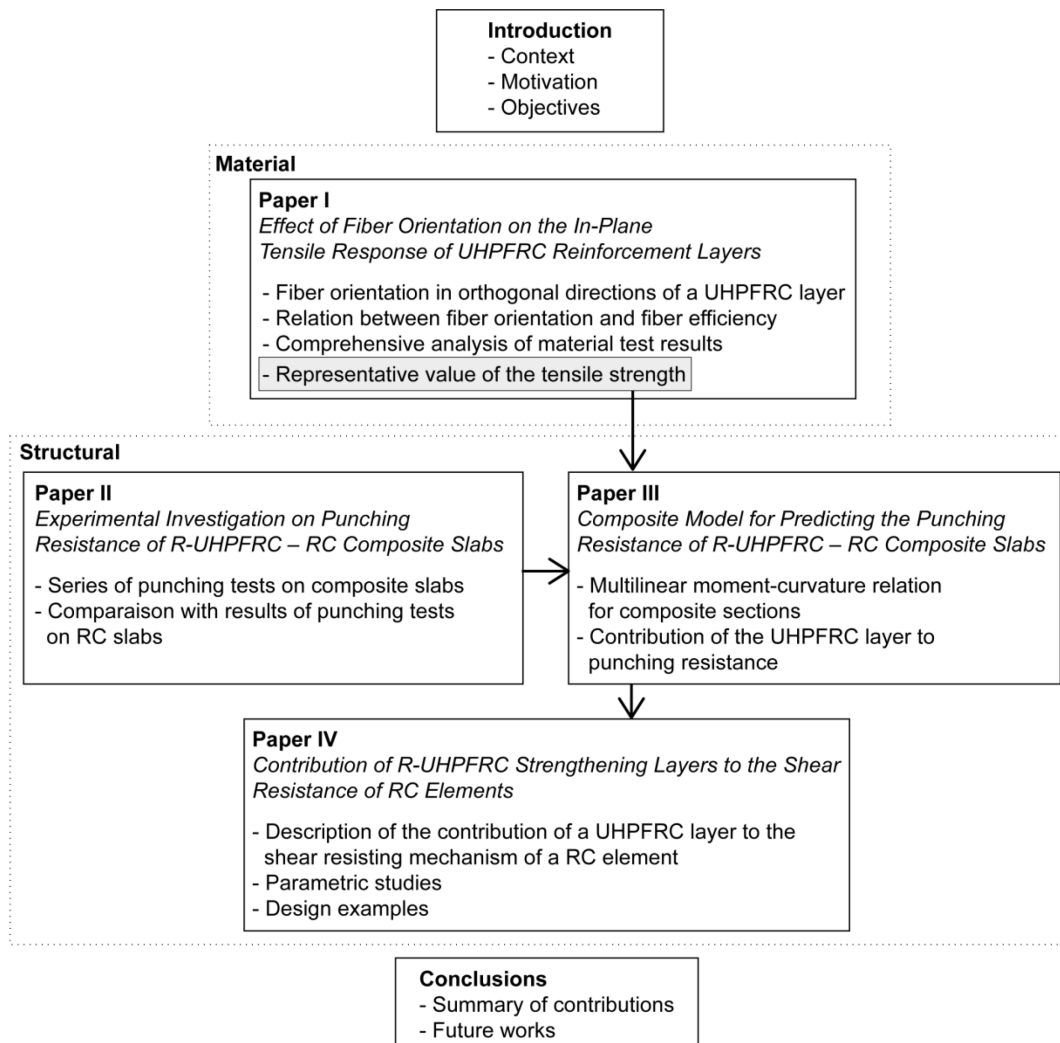 Introduction
- Context
- Motivation
- Objectives
Material
Paper I
Effect of Fiber Orientation on the In-Plane
Tensile Response of UHPFRC Reinforcement Layers
- Fiber orientation in orthogonal directions of a UHPFRC layer
- Relation between fiber orientation and fiber efficiency
- Comprehensive analysis of material test results
- Representative value of the tensile strength
Structural
Paper II
Experimental Investigation on Punching
Resistance of R-UHPFRC – RC Composite Slabs
- Series of punching tests on composite slabs
- Comparaison with results of punching tests
on RC slabs
Paper III
Composite Model for Predicting the Punching
Resistance of R-UHPFRC – RC Composite Slabs
- Multilinear moment-curvature relation
for composite sections
- Contribution of the UHPFRC layer to
punching resistance
Paper IV
Contribution of R-UHPFRC Strengthening Layers to the Shear
Resistance of RC Elements
- Description of the contribution of a UHPFRC layer to the
shear resisting mechanism of a RC element
- Parametric studies
- Design examples
Conclusions
- Summary of contributions
- Future works